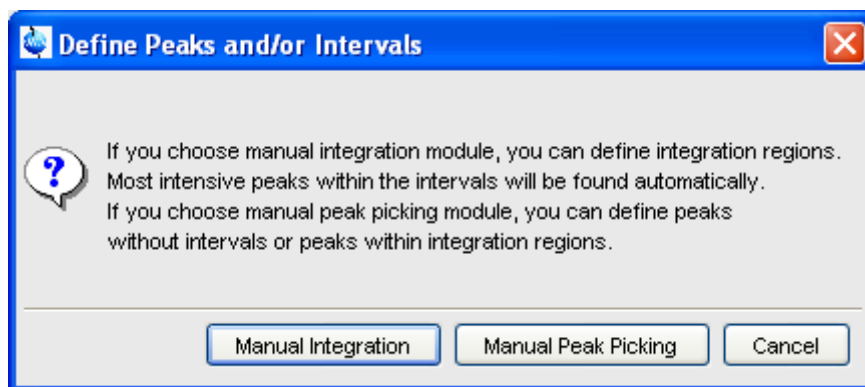 Define Peaks and/or Intervals
If you choose manual integration module, you can define integration regions.
Most intensive peaks within the intervals will be found automatically.
If you choose manual peak picking module, you can define peaks
without intervals or peaks within integration regions.
Manual Integration Manual Peak Picking Cancel